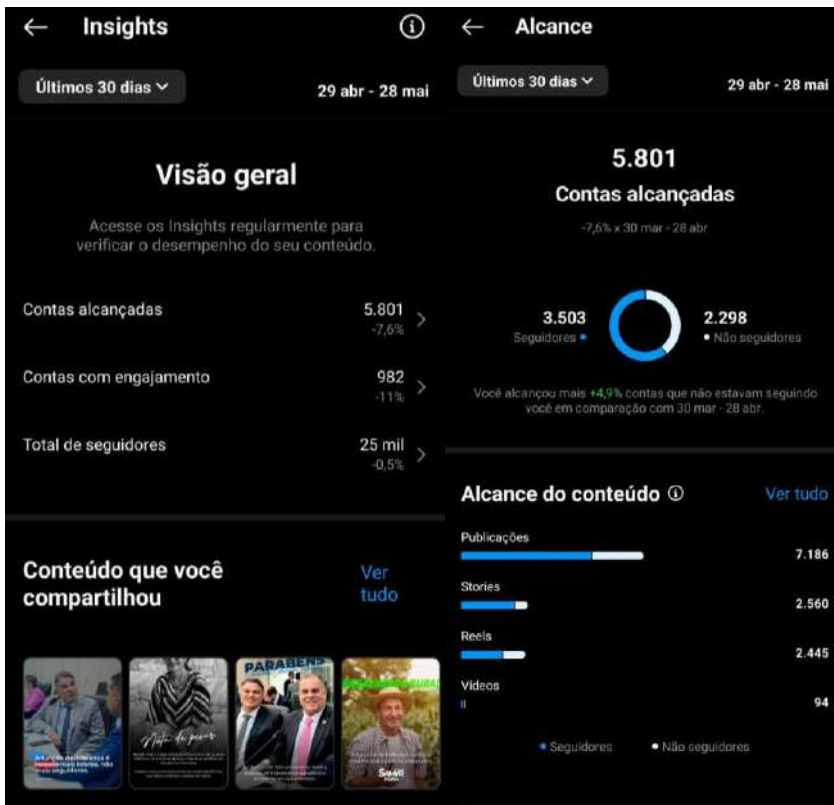 Insights
Últimos 30 dias
29 abr - 28 mai
Visão geral
Acesse os Insights regularmente para
verificar o desempenho do seu conteúdo.
Contas alcançadas
5.801
-7,6%
Contas com engajamento
982
-11%
Total de seguidores
25 mil
-0,5%
Conteúdo que você
compartilhou
Ver
tudo
PARABÉNS
Nota de pesar
Alcance
Últimos 30 dias
29 abr - 28 mai
5.801
Contas alcançadas
-7,6% x 30 mar - 28 abr
3.503
Seguidores
2.298
Não seguidores
Você alcançou mais +4,9% contas que não estavam seguindo
você em comparação com 30 mar - 28 abr.
Alcance do conteúdo
Ver tudo
Publicações
7.186
Stories
2.560
Reels
2.445
Vídeos
94
Seguidores
Não seguidores